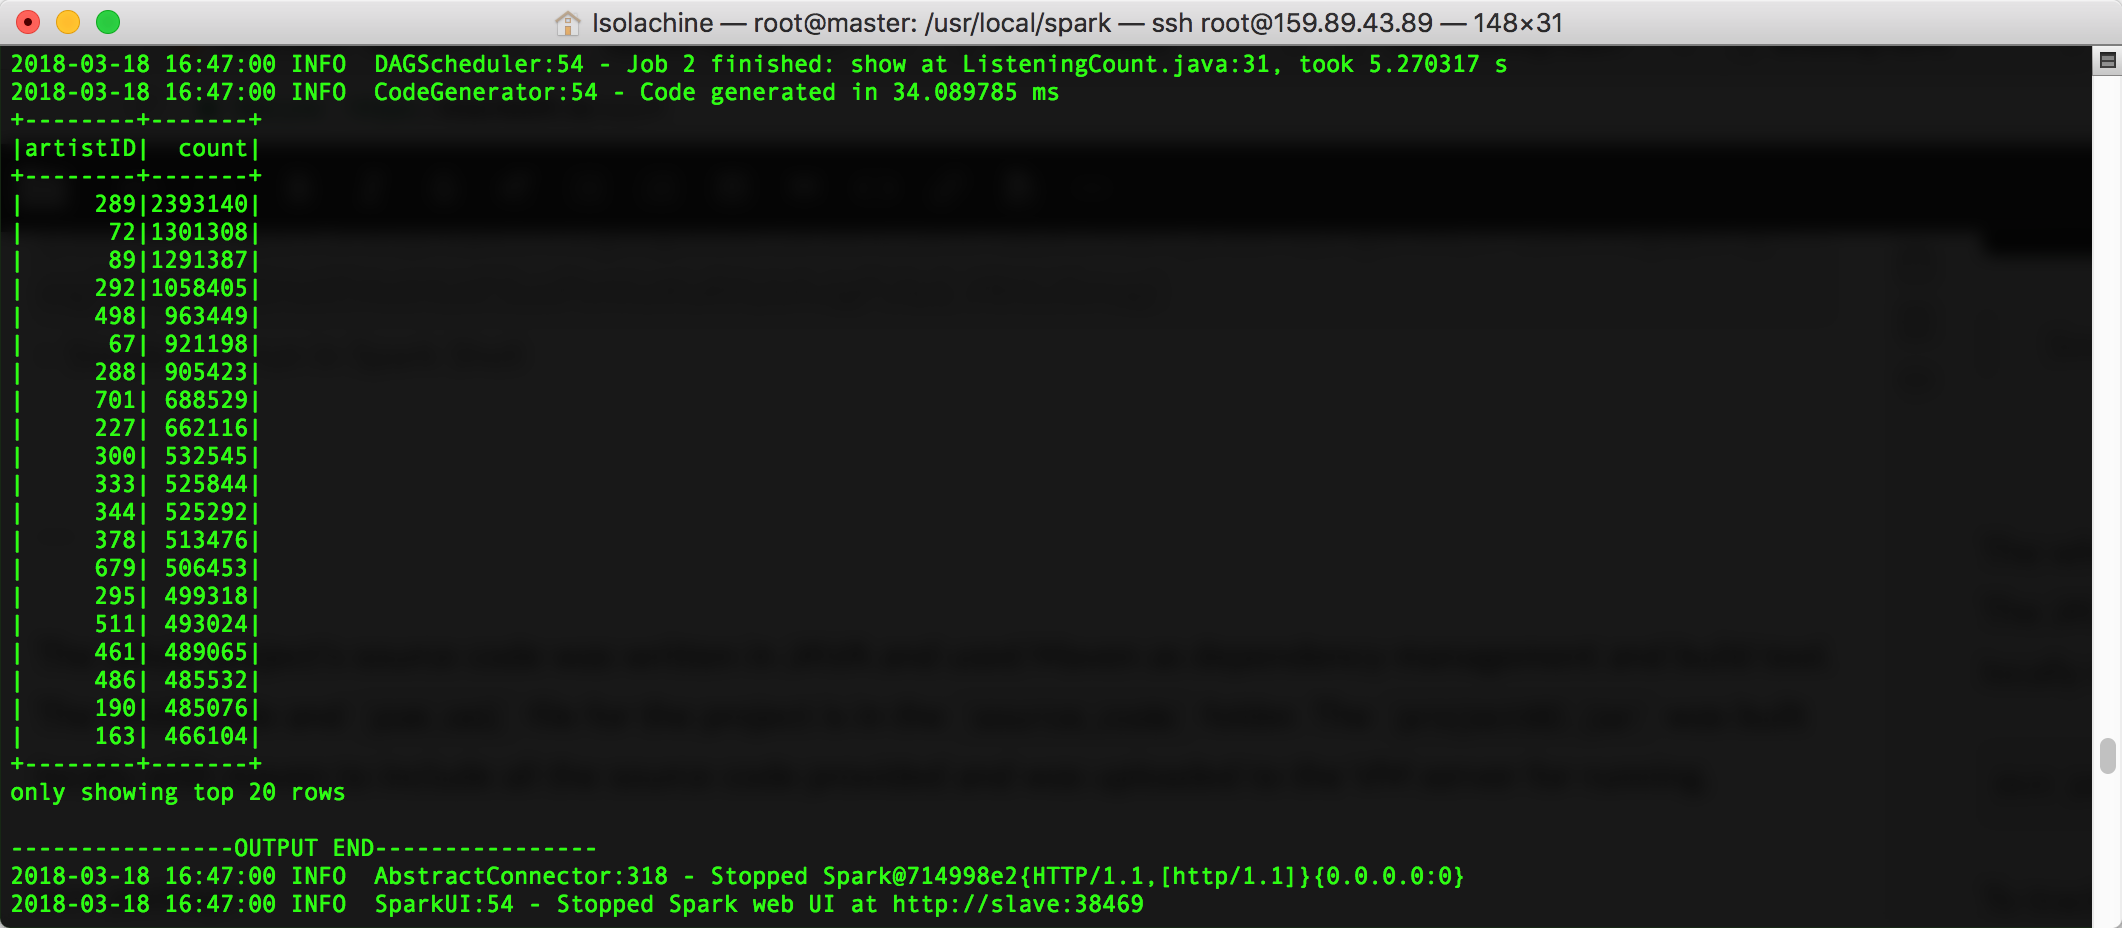 Isolachine — root@master: /usr/local/spark — ssh root@159.89.43.89 — 148×31
2018-03-18 16:47:00 INFO  DAGScheduler:54 - Job 2 finished: show at ListeningCount.java:31, took 5.270317 s
2018-03-18 16:47:00 INFO  CodeGenerator:54 - Code generated in 34.089785 ms
+--------+-------+
|artistID|  count|
+--------+-------+
|     289|2393140|
|      72|1301308|
|      89|1291387|
|     292|1058405|
|     498| 963449|
|      67| 921198|
|     288| 905423|
|     701| 688529|
|     227| 662116|
|     300| 532545|
|     333| 525844|
|     344| 525292|
|     378| 513476|
|     679| 506453|
|     295| 499318|
|     511| 493024|
|     461| 489065|
|     486| 485532|
|     190| 485076|
|     163| 466104|
+--------+-------+
only showing top 20 rows
----------------OUTPUT END----------------
2018-03-18 16:47:00 INFO  AbstractConnector:318 - Stopped Spark@714998e2{HTTP/1.1,[http/1.1]}{0.0.0.0:0}
2018-03-18 16:47:00 INFO  SparkUI:54 - Stopped Spark web UI at http://slave:38469